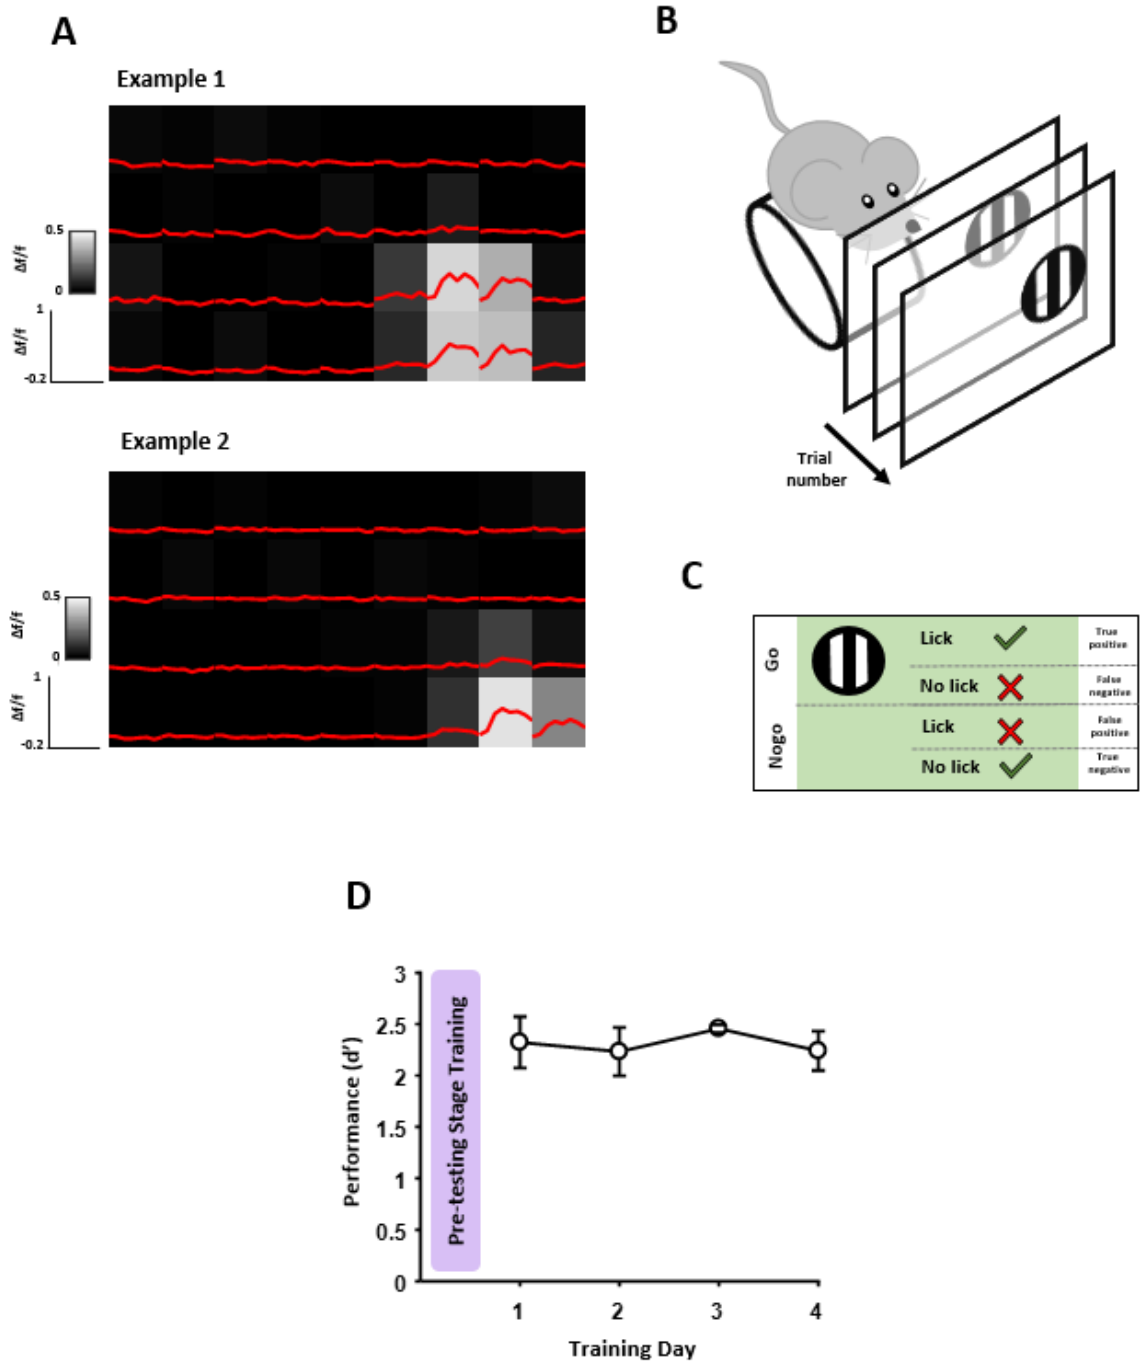 A
Example 1
0.5
Δf/f
0
1
Δf/f
-0.2
Example 2
0.5
Δf/f
0
1
Δf/f
-0.2
B
Trial
number
C
Go
Lick
True
positive
No lick
False
negative
Nogo
Lick
False
positive
No lick
True
negative
D
Performance (d')
3
2.5
2
1.5
1
0.5
0
Pre-testing Stage Training
1
2
3
4
Training Day